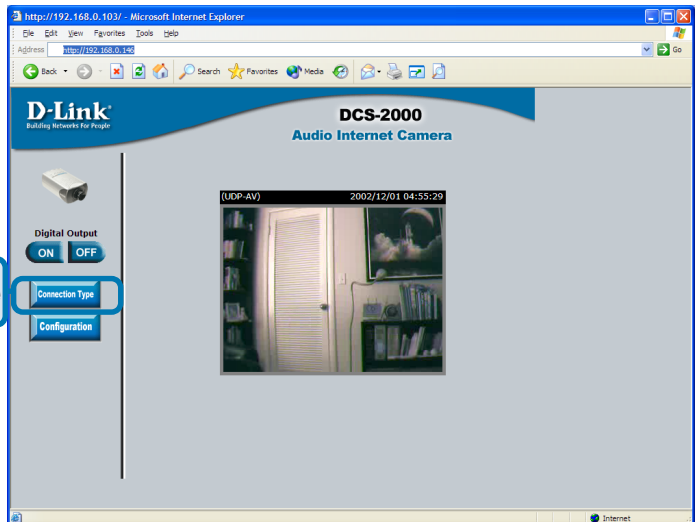 http://192.168.0.103/ - Microsoft Internet Explorer
File Edit View Favorites Tools Help
Address http://192.168.0.146 Go
Back Search Favorites Media
D-Link®
Building Networks For People
DCS-2000
Audio Internet Camera
(UDP-AV) 2002/12/01 04:55:29
Digital Output
ON OFF
Connection Type
Configuration
Internet